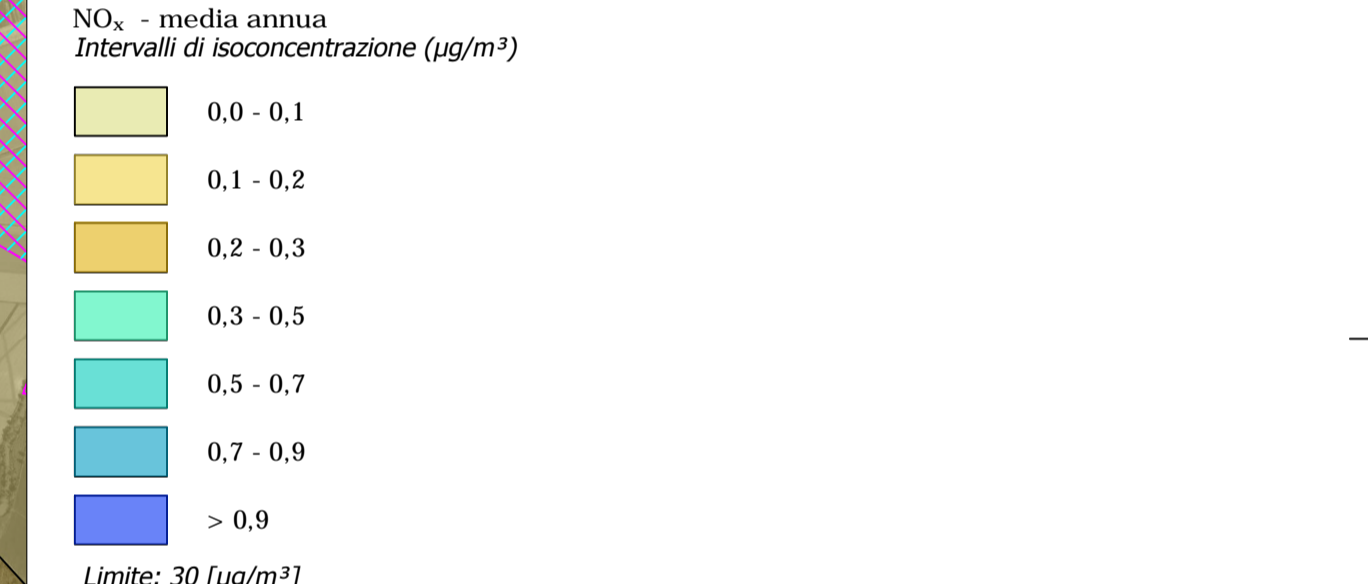 NOₓ - media annua
Intervalli di isoconcentrazione (µg/m³)
0,0 - 0,1
0,1 - 0,2
0,2 - 0,3
0,3 - 0,5
0,5 - 0,7
0,7 - 0,9
> 0,9
Limite: 30 [µg/m³]